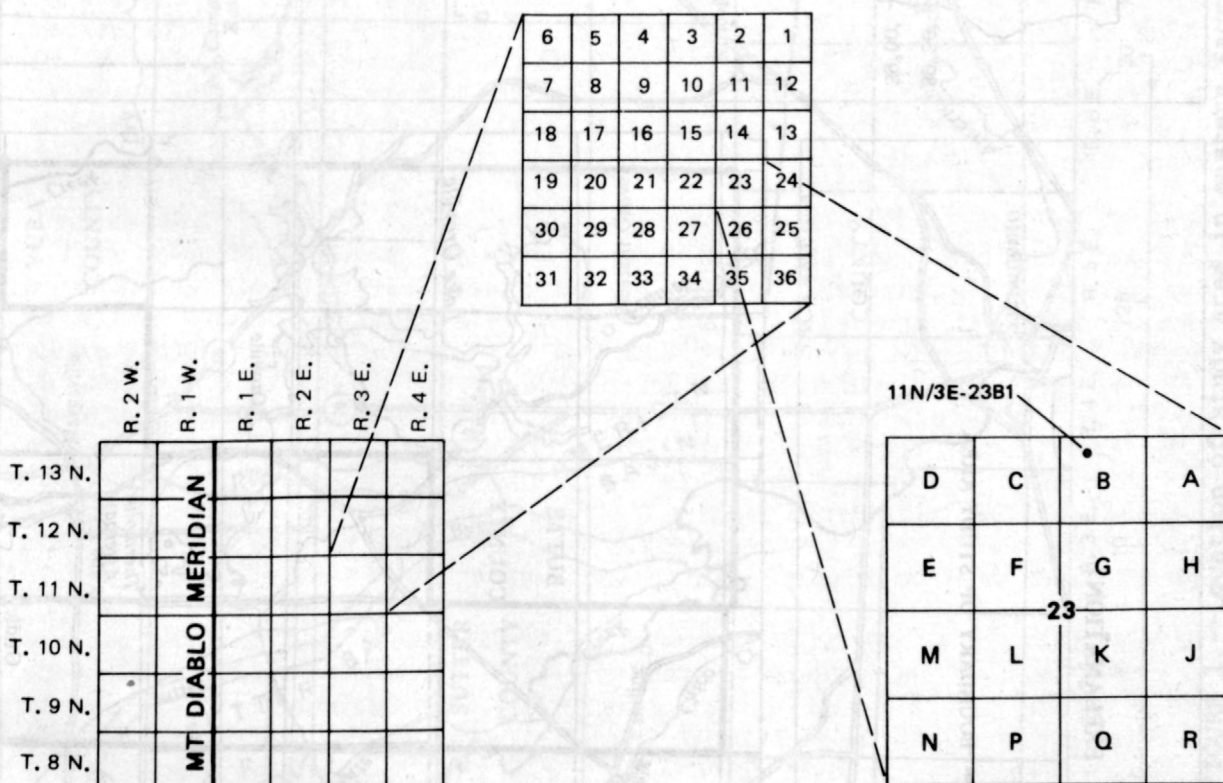 6 5 4 3 2 1
7 8 9 10 11 12
18 17 16 15 14 13
19 20 21 22 23 24
30 29 28 27 26 25
31 32 33 34 35 36
R. 2 W.
R. 1 W.
R. 1 E.
R. 2 E.
R. 3 E.
R. 4 E.
T. 13 N.
T. 12 N.
T. 11 N.
T. 10 N.
T. 9 N.
T. 8 N.
MT DIABLO MERIDIAN
11N/3E-23B1
D C B A
E F G H
23
M L K J
N P Q R